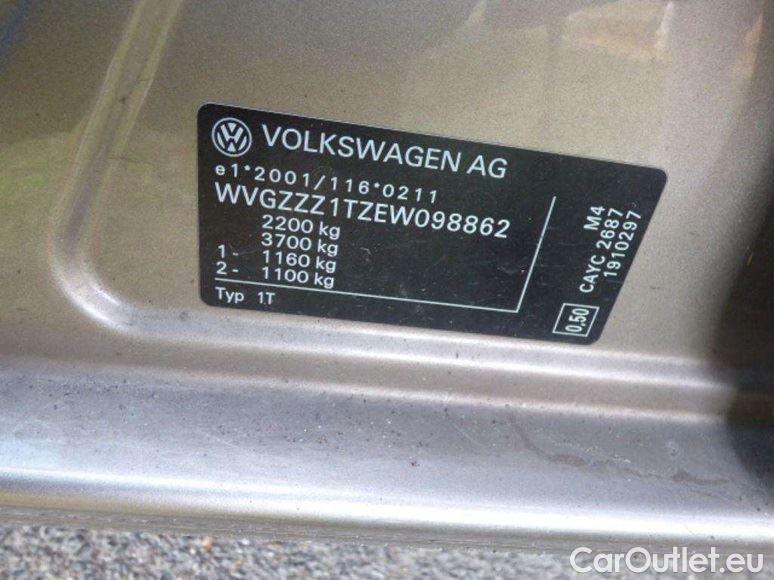 VOLKSWAGEN AG
e1*2001/116*0211
WVGZZZ1TZEW098862
2200 kg
3700 kg
1- 1160 kg
2- 1100 kg
Typ 1T
M4
CAYC 2687
1910297
0,50
CarOutlet.eu